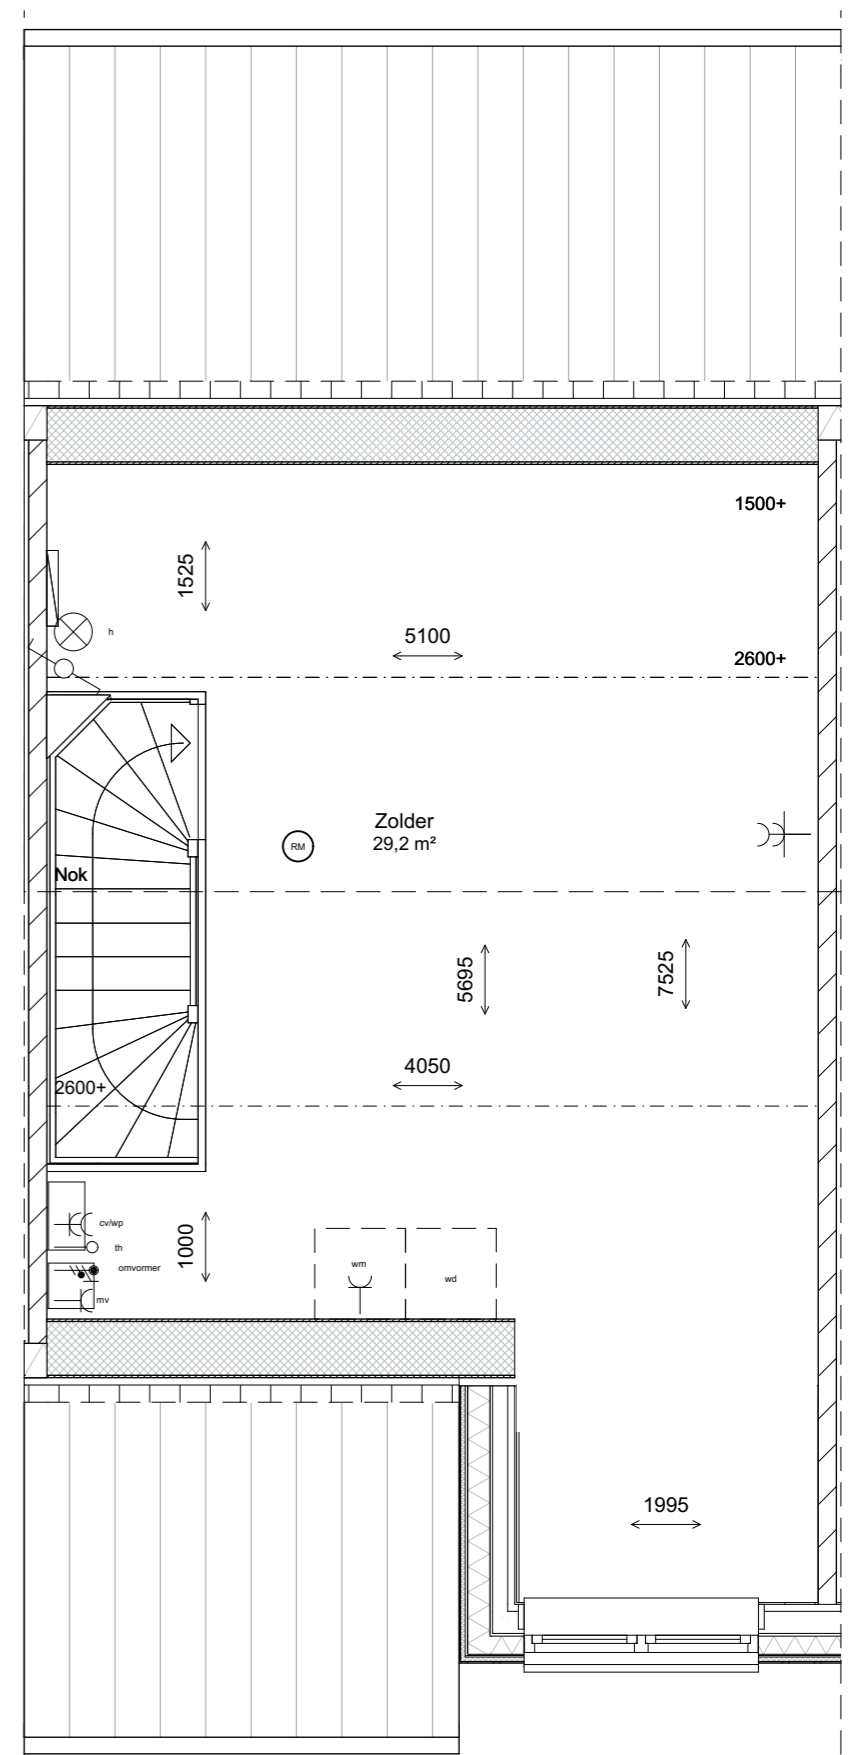 1500+
1525
h
5100
2600+
Zolder
29,2 m²
RM
Nok
5695
7525
4050
2600+
cv/wp
th
1000
omvormer
mv
wm
wd
1995